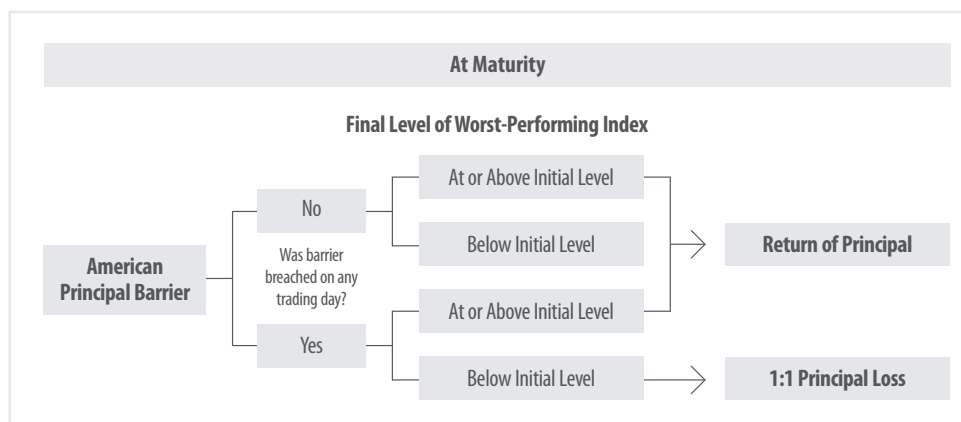 At Maturity
Final Level of Worst-Performing Index
American
Principal Barrier
No
Was barrier
breached on any
trading day?
Yes
At or Above Initial Level
Below Initial Level
At or Above Initial Level
Below Initial Level
Return of Principal
1:1 Principal Loss